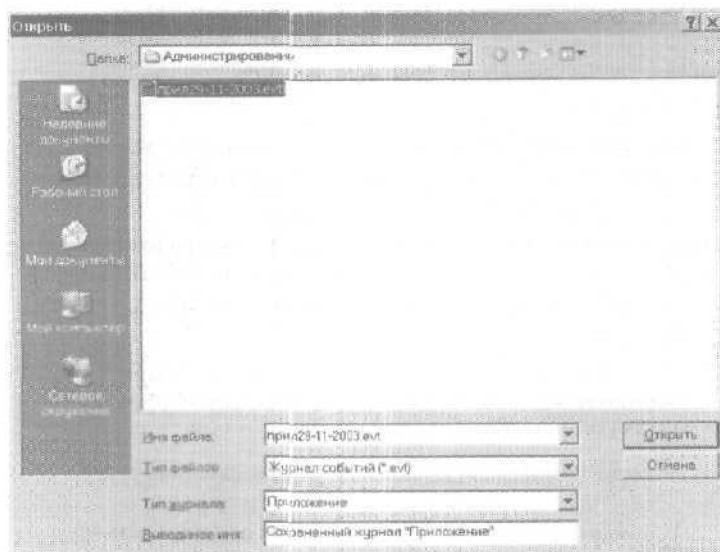 Открыть
Папка: Администрирование
прил29-11-2003.evt
Недавние
документы
Рабочий стол
Мои документы
Мой компьютер
Сетевое
окружение
Имя файла: прил29-11-2003.evt
Открыть
Тип файлов: Журнал событий (*.evt)
Отмена
Тип журнала: Приложение
Выводимое имя: Сохраненный журнал "Приложение"